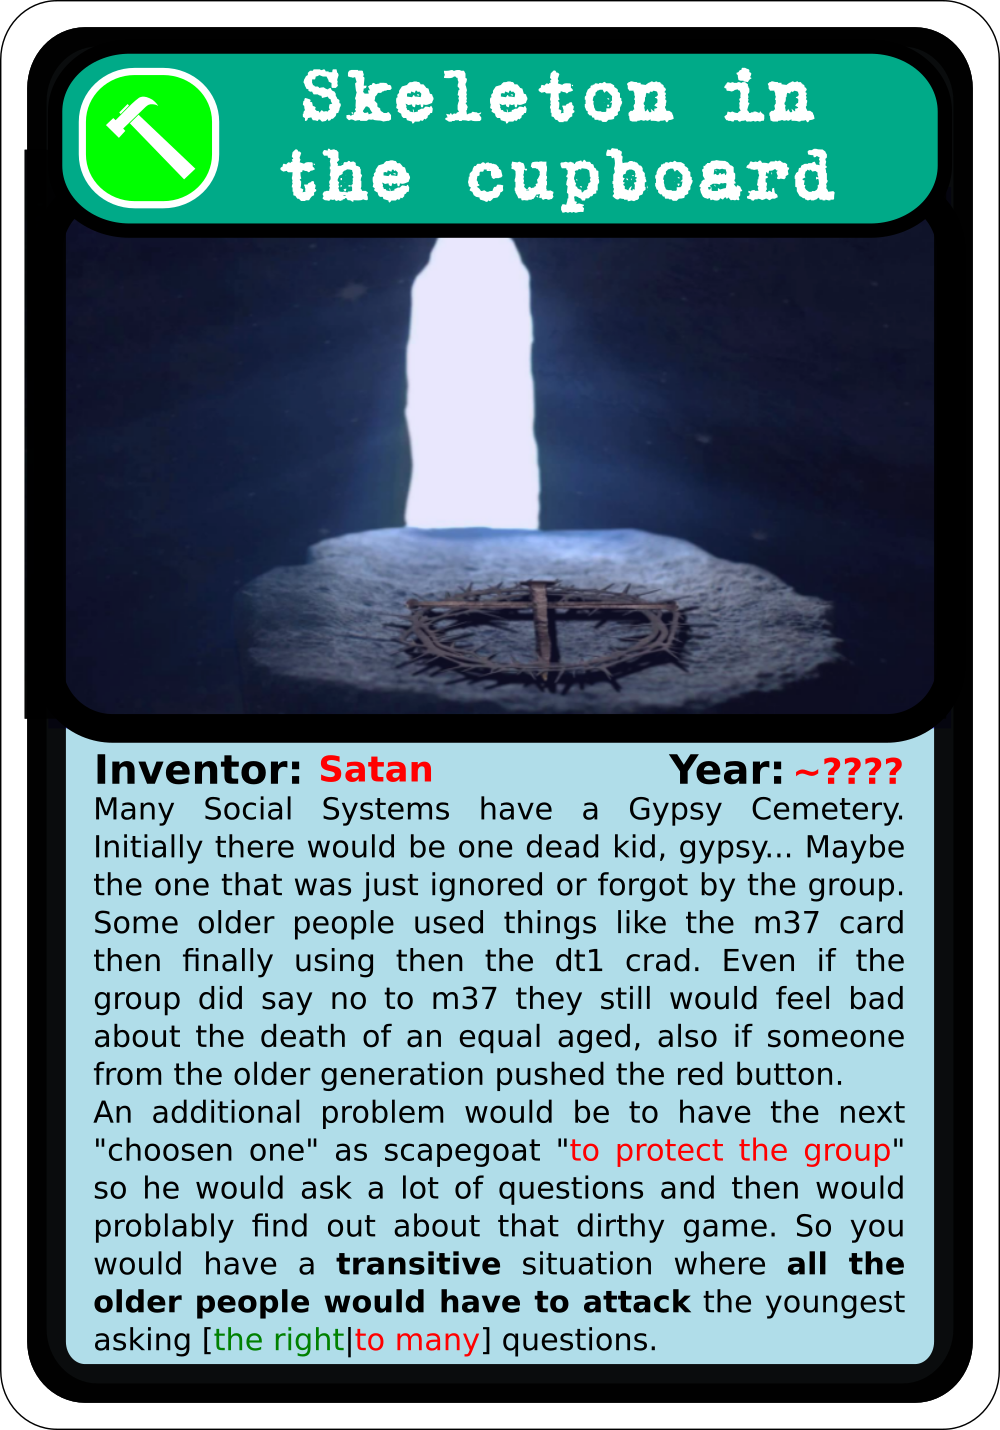 Skeleton in
the cupboard
Inventor: Satan Year: ~????
Many Social Systems have a Gypsy Cemetery.
Initially there would be one dead kid, gypsy... Maybe
the one that was just ignored or forgot by the group.
Some older people used things like the m37 card
then finally using then the dt1 crad. Even if the
group did say no to m37 they still would feel bad
about the death of an equal aged, also if someone
from the older generation pushed the red button.
An additional problem would be to have the next
"choosen one" as scapegoat "to protect the group"
so he would ask a lot of questions and then would
problably find out about that dirthy game. So you
would have a transitive situation where all the
older people would have to attack the youngest
asking [the right|to many] questions.